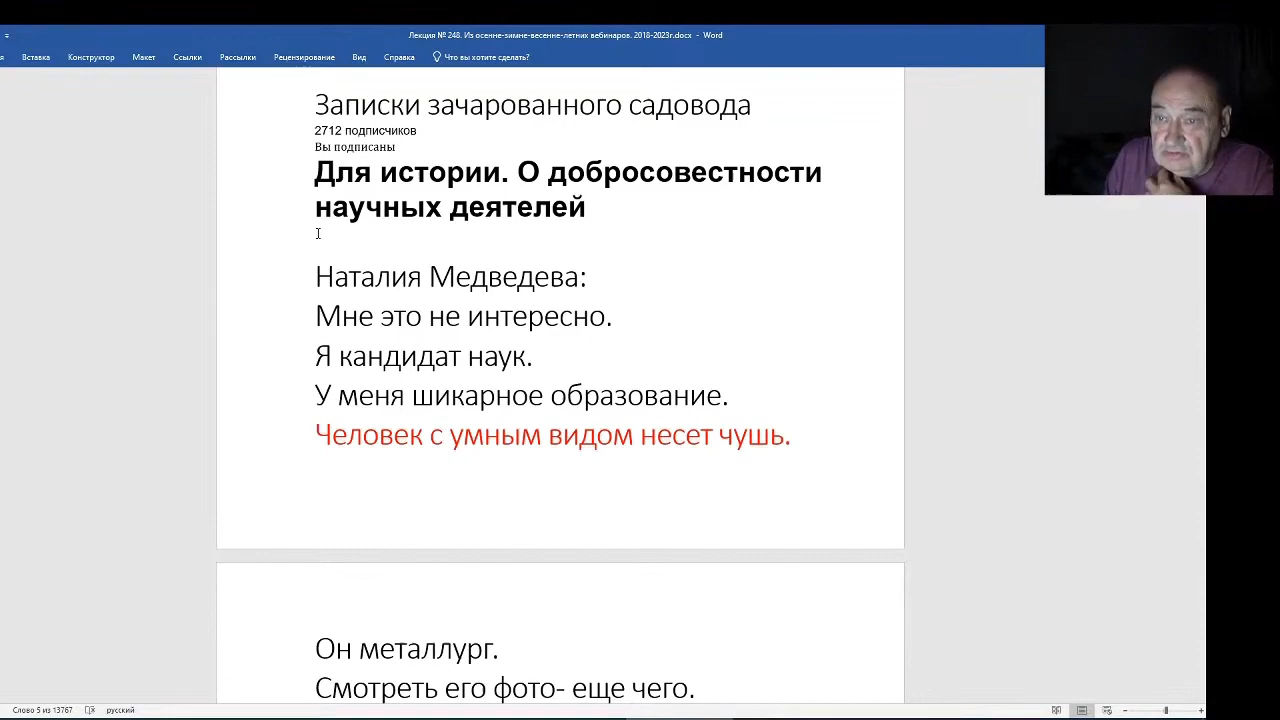 Лекция № 248. Из осенне-зимне-весенне-летних вебинаров. 2018-2023г.docx - Word
я Вставка Конструктор Макет Ссылки Рассылки Рецензирование Вид Справка Что вы хотите сделать?
Записки зачарованного садовода
2712 подписчиков
Вы подписаны
Для истории. О добросовестности
научных деятелей
Наталия Медведева:
Мне это не интересно.
Я кандидат наук.
У меня шикарное образование.
Человек с умным видом несет чушь.
Он металлург.
Смотреть его фото- еще чего.
Слово 5 из 13767 русский